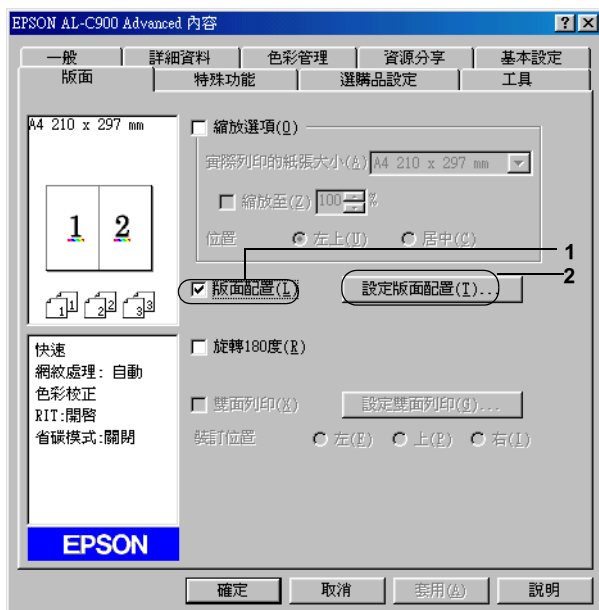 EPSON AL-C900 Advanced 內容
一般 詳細資料 色彩管理 資源分享 基本設定
版面 特殊功能 選購品設定 工具
A4 210 x 297 mm
1 2
1 1 2 2 3 3
縮放選項(O)
實際列印的紙張大小(A) A4 210 x 297 mm
縮放至(Z) 100 %
位置 左上(U) 居中(C)
1
版面配置(L) 設定版面配置(T)...
2
旋轉180度(R)
雙面列印(X) 設定雙面列印(G)...
裝訂位置 左(F) 上(P) 右(I)
快速
網紋處理: 自動
色彩校正
RIT:開啓
省碳模式:關閉
EPSON
確定 取消 套用(A) 說明